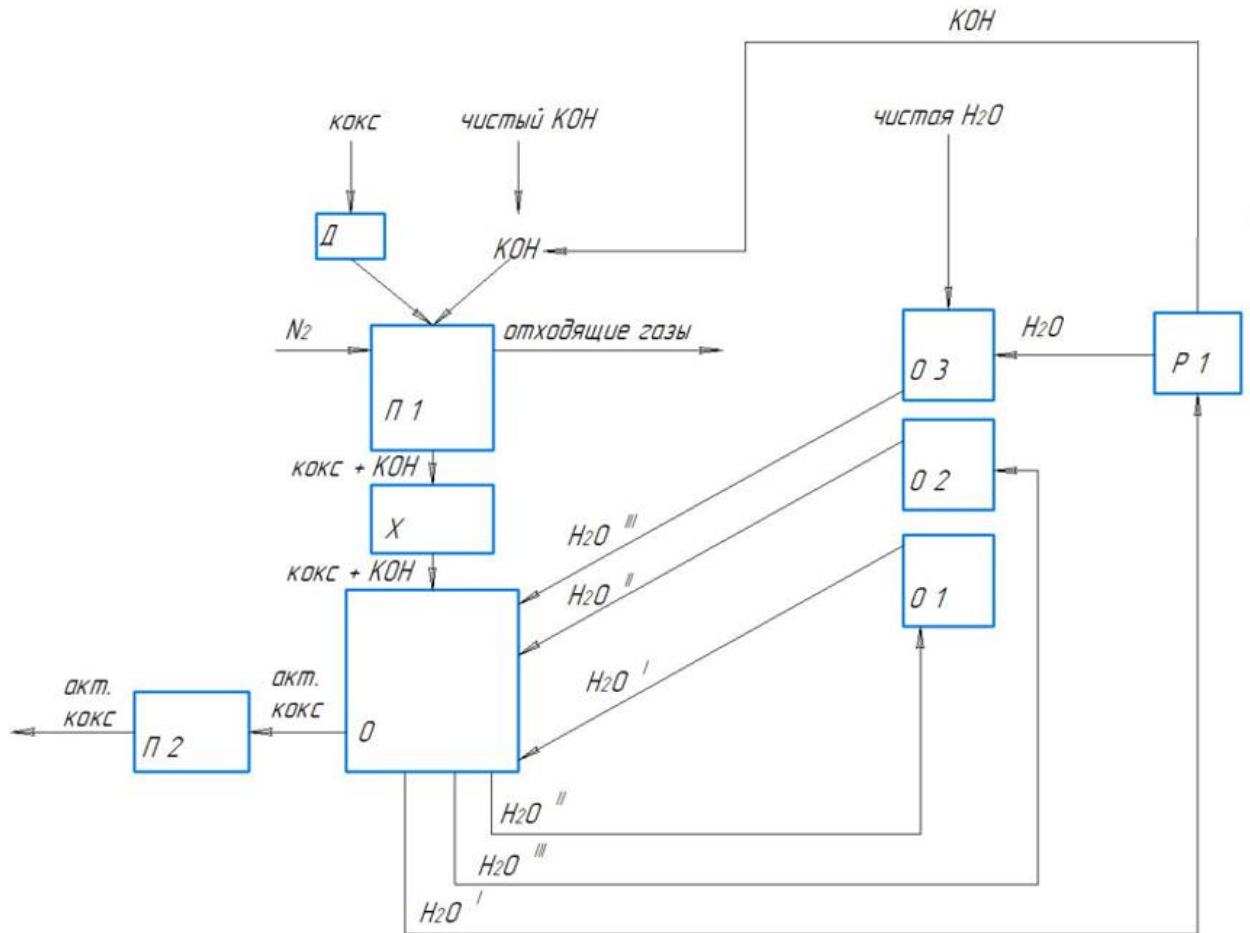 КОН
кокс
чистый КОН
чистая H2O
Д
КОН
N2
отходящие газы
H2O
П 1
О 3
Р 1
кокс + КОН
О 2
Х
H2O III
кокс + КОН
H2O II
О 1
H2O I
акт.
кокс
акт.
кокс
О
П 2
H2O II
H2O III
H2O I